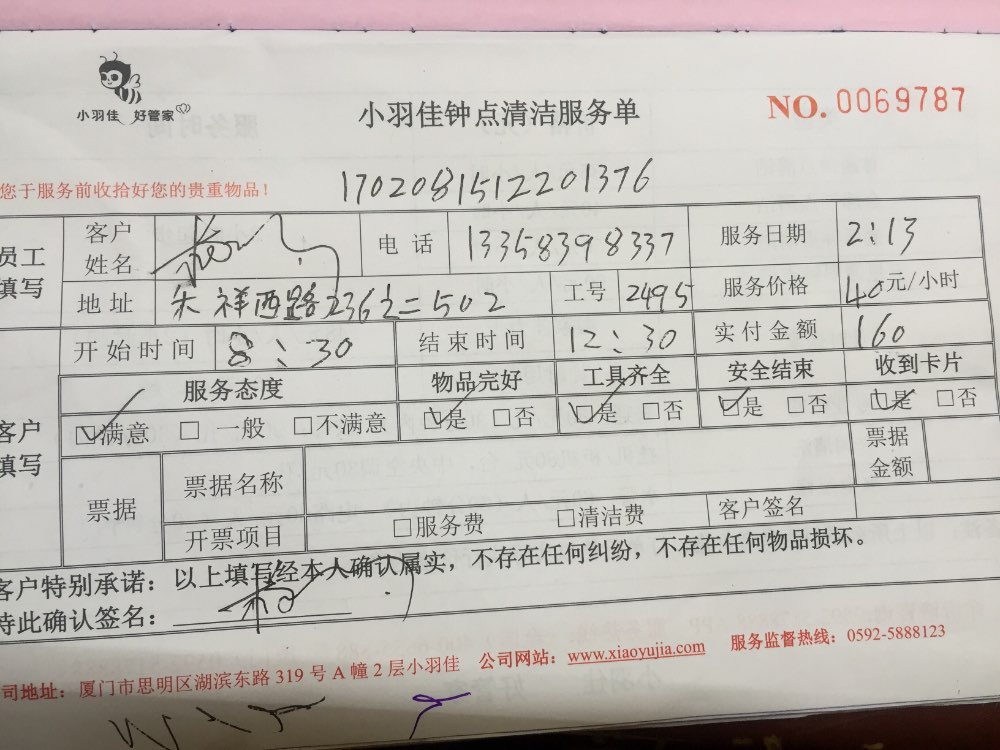 小羽佳 好管家
小羽佳钟点清洁服务单
NO. 0069787
您于服务前收拾好您的贵重物品！
1702081512201376
员工填写
客户姓名
电话 13358398337
服务日期 2:13
地址 祥西路236 502
工号 2495
服务价格 40元/小时
开始时间 8:30
结束时间 12:30
实付金额 160
客户填写
服务态度 物品完好 工具齐全 安全结束 收到卡片
☑满意 □一般 □不满意 ☑是 □否 ☑是 □否 ☑是 □否 ☑是 □否
票据 票据名称 票据金额
开票项目 □服务费 □清洁费 客户签名
客户特别承诺：以上填写经本人确认属实，不存在任何纠纷，不存在任何物品损坏。
特此确认签名：
公司地址：厦门市思明区湖滨东路 319 号 A 幢 2 层小羽佳 公司网站：www.xiaoyujia.com 服务监督热线：0592-5888123